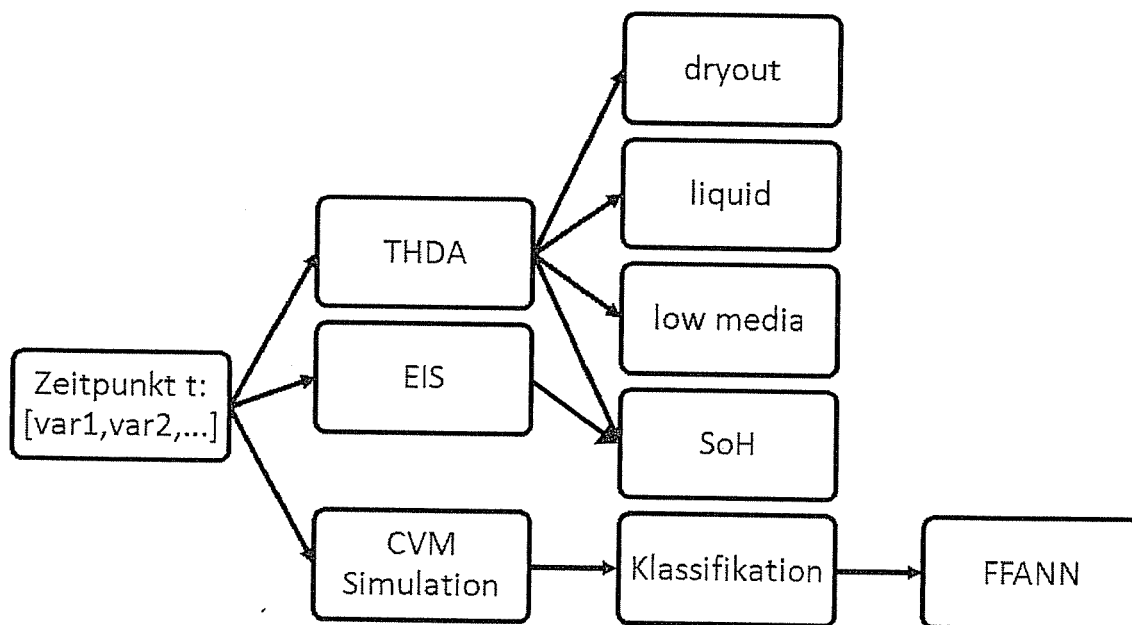 dryout
liquid
THDA
low media
Zeitpunkt t:
[var1,var2,...]
EIS
SoH
CVM
Simulation
Klassifikation
FFANN